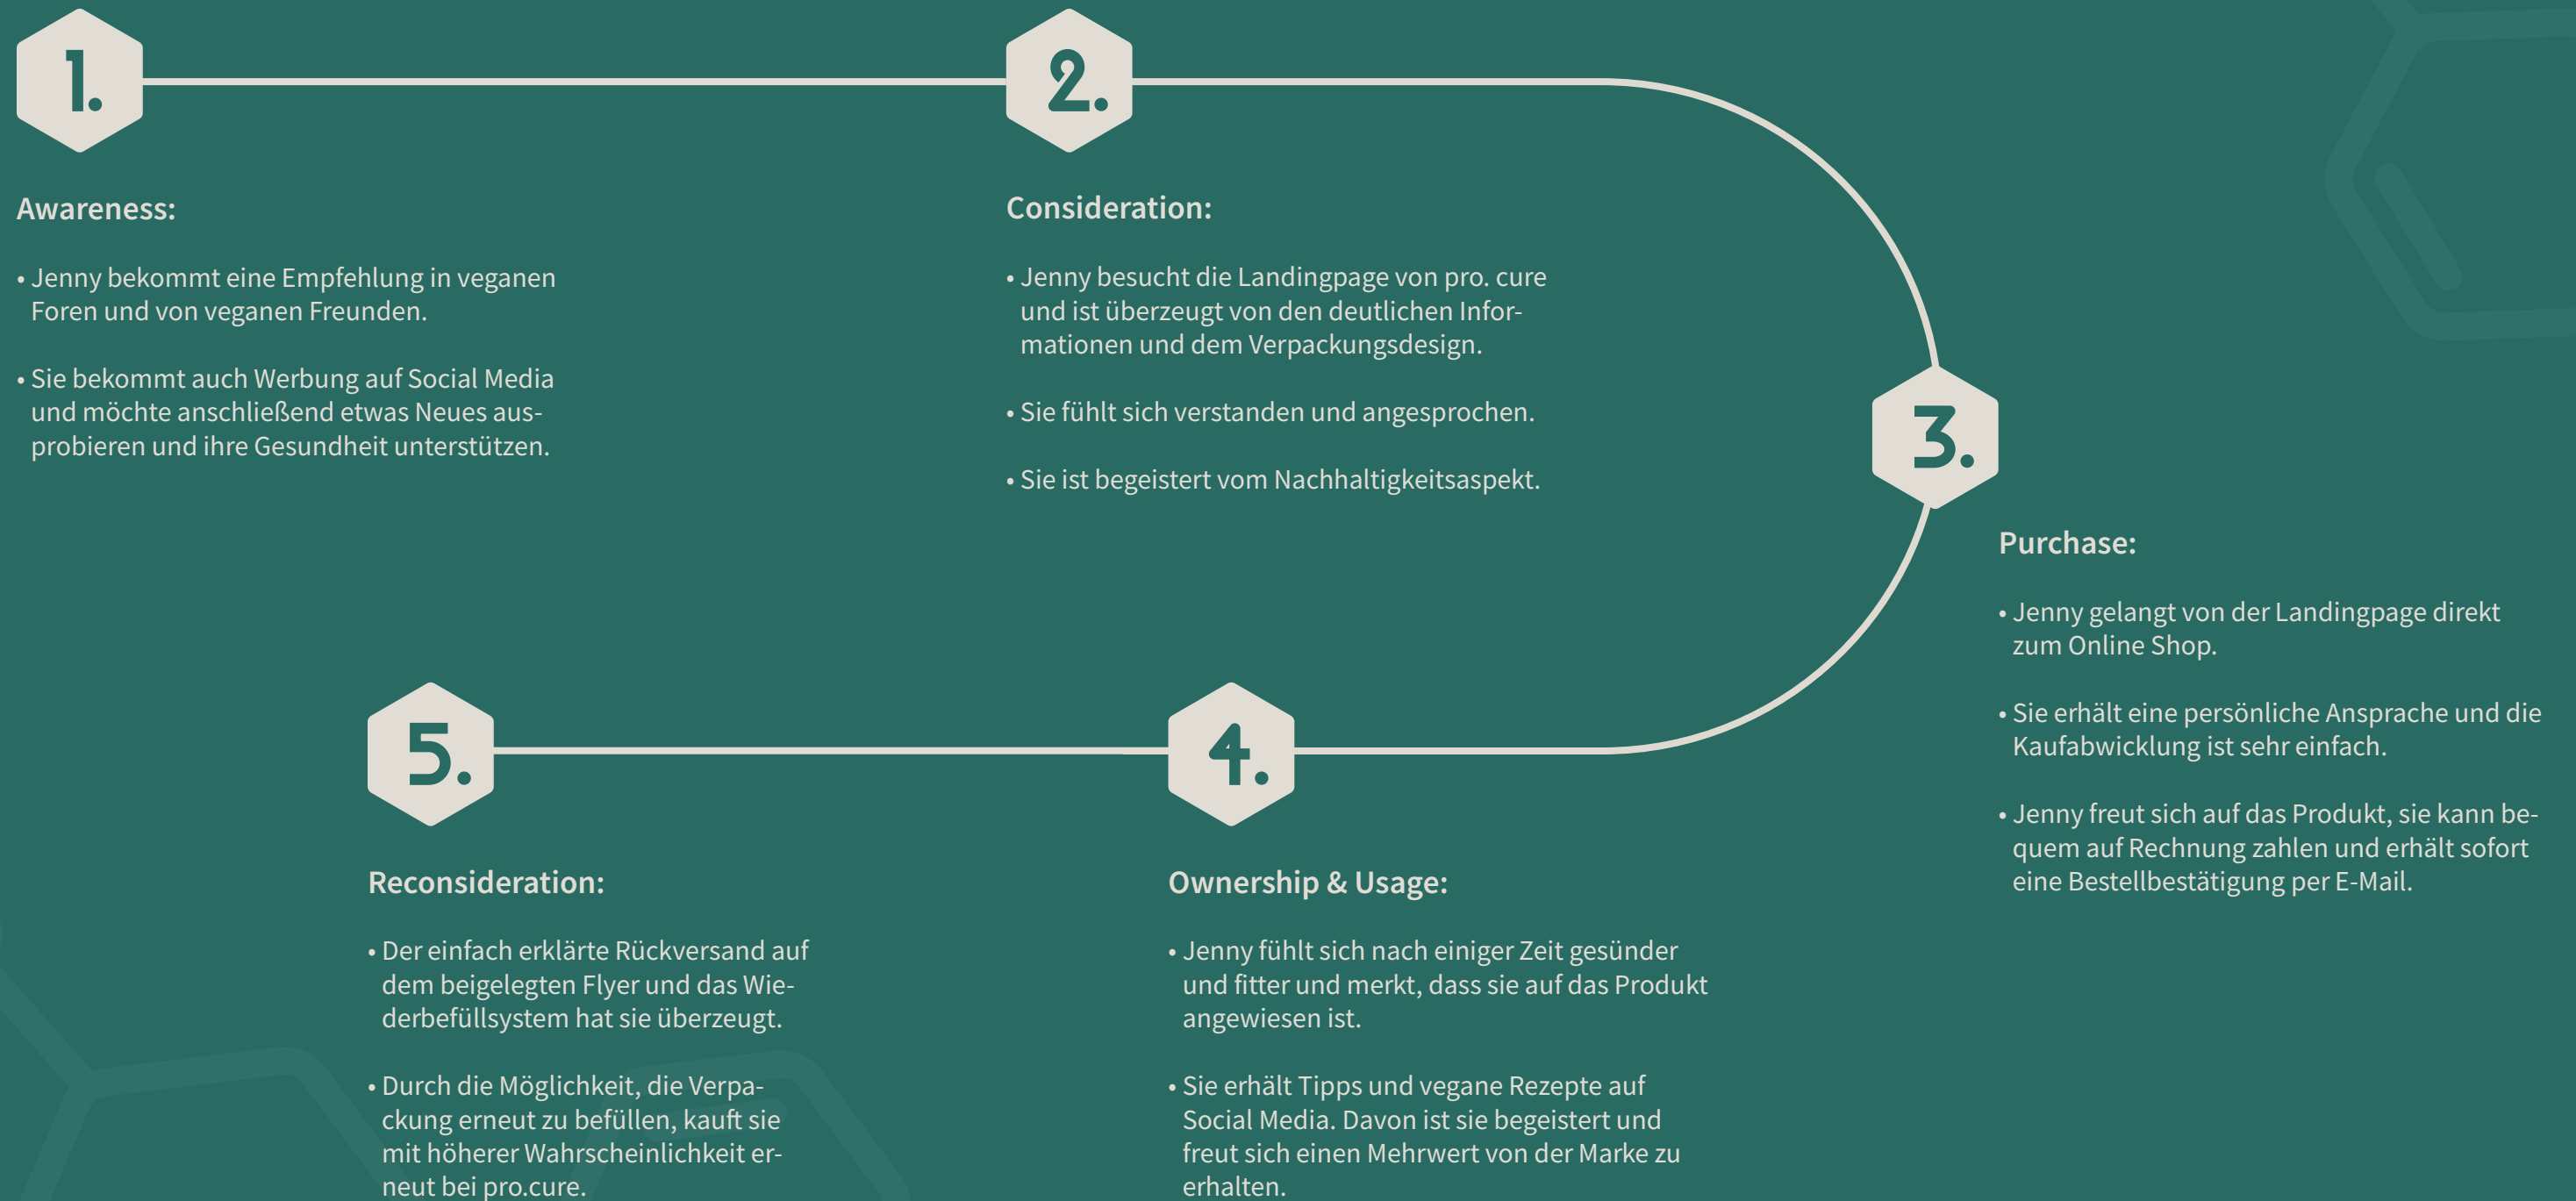 1.
Awareness:
• Jenny bekommt eine Empfehlung in veganen
Foren und von veganen Freunden.
• Sie bekommt auch Werbung auf Social Media
und möchte anschließend etwas Neues aus-
probieren und ihre Gesundheit unterstützen.
2.
Consideration:
• Jenny besucht die Landingpage von pro. cure
und ist überzeugt von den deutlichen Infor-
mationen und dem Verpackungsdesign.
• Sie fühlt sich verstanden und angesprochen.
• Sie ist begeistert vom Nachhaltigkeitsaspekt.
3.
Purchase:
• Jenny gelangt von der Landingpage direkt
zum Online Shop.
• Sie erhält eine persönliche Ansprache und die
Kaufabwicklung ist sehr einfach.
• Jenny freut sich auf das Produkt, sie kann be-
quem auf Rechnung zahlen und erhält sofort
eine Bestellbestätigung per E-Mail.
4.
Ownership & Usage:
• Jenny fühlt sich nach einiger Zeit gesünder
und fitter und merkt, dass sie auf das Produkt
angewiesen ist.
• Sie erhält Tipps und vegane Rezepte auf
Social Media. Davon ist sie begeistert und
freut sich einen Mehrwert von der Marke zu
erhalten.
5.
Reconsideration:
• Der einfach erklärte Rückversand auf
dem beigelegten Flyer und das Wie-
derbefüllsystem hat sie überzeugt.
• Durch die Möglichkeit, die Verpa-
ckung erneut zu befüllen, kauft sie
mit höherer Wahrscheinlichkeit er-
neut bei pro.cure.